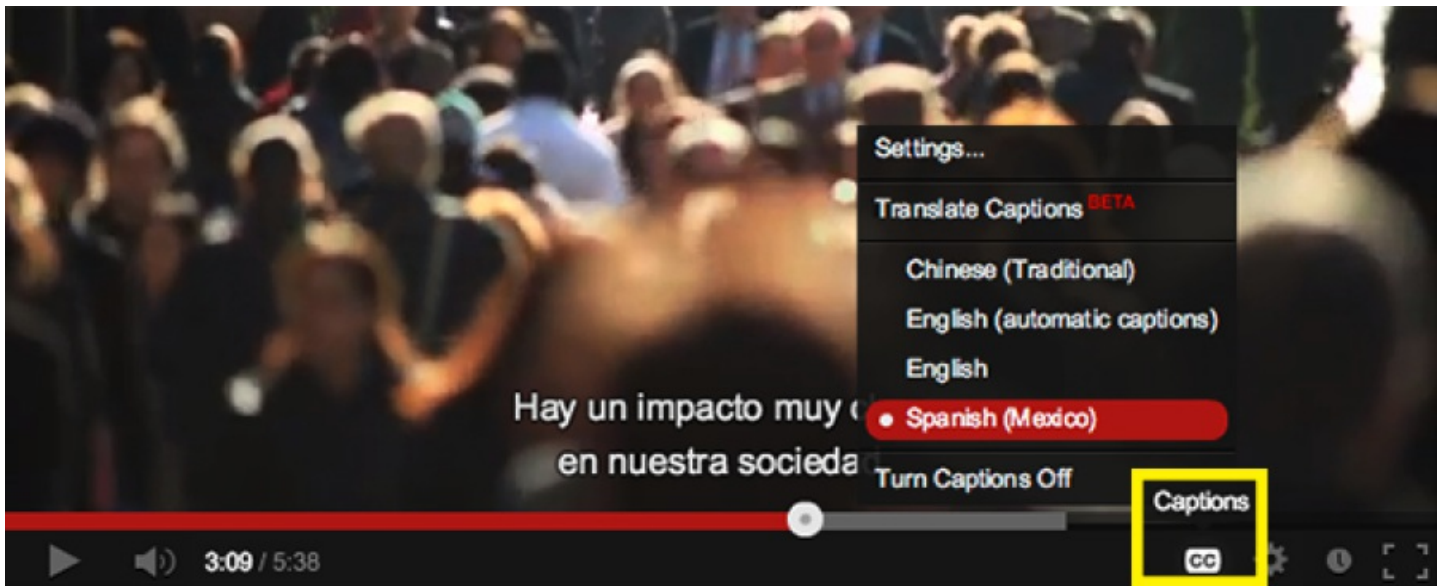 Settings...
Translate Captions BETA
Chinese (Traditional)
English (automatic captions)
English
Spanish (Mexico)
Turn Captions Off
Hay un impacto muy
en nuestra
Captions
CC
3:09 / 5:38